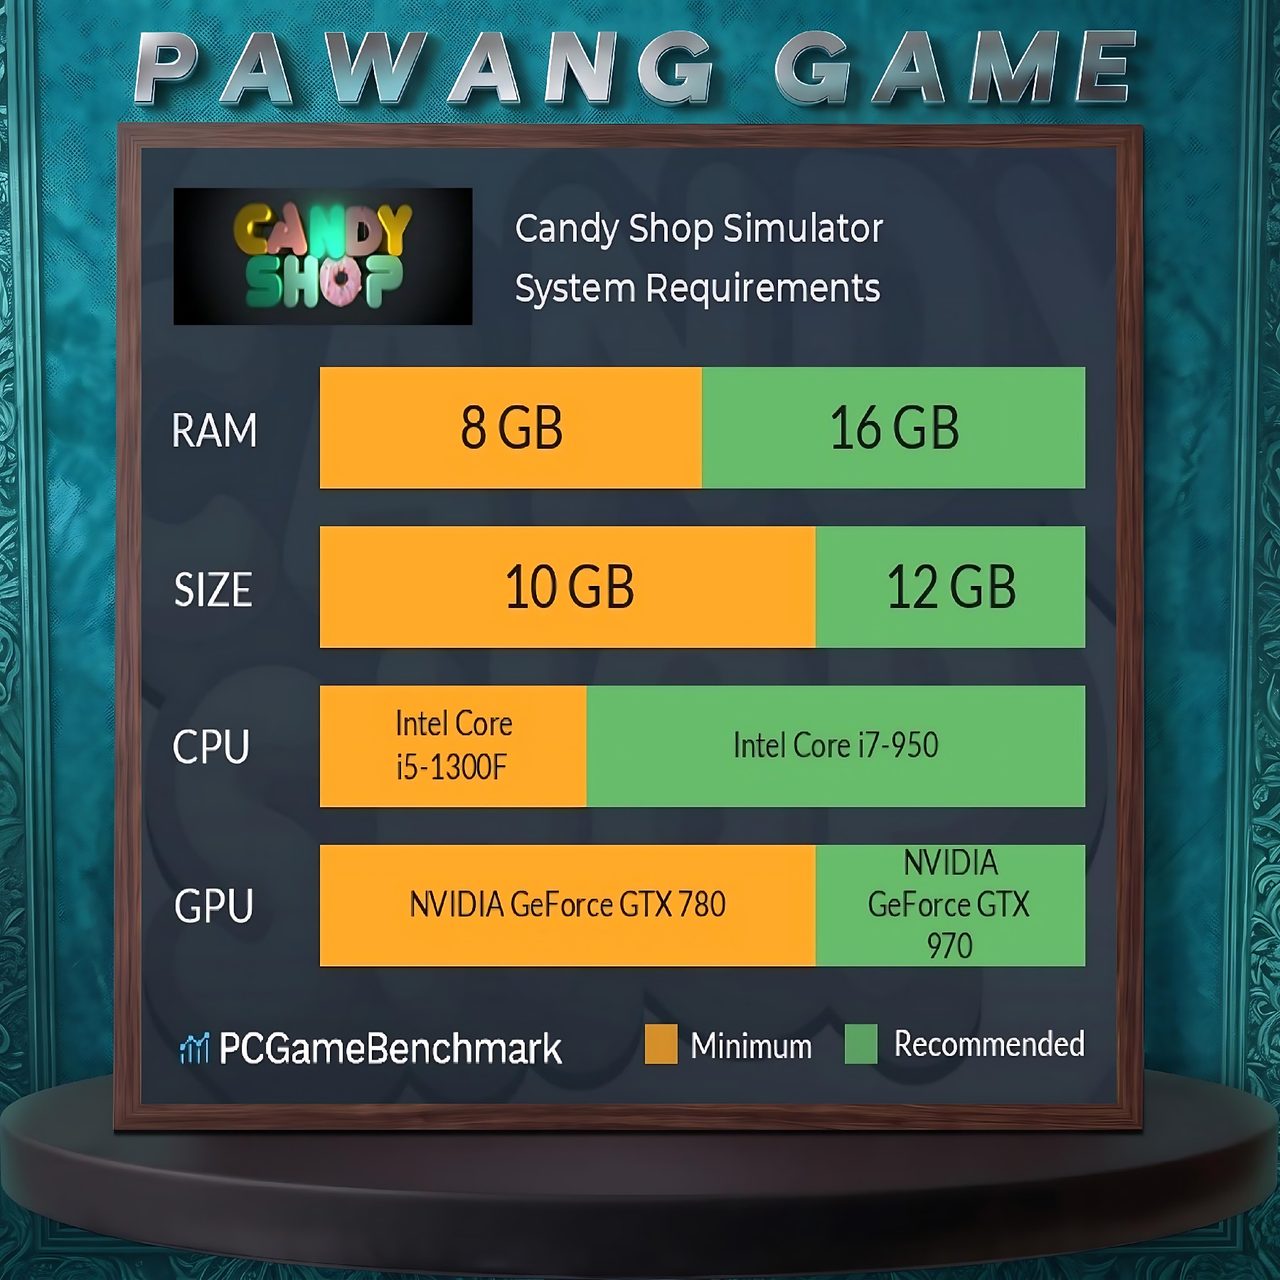 PAWANG GAME
CANDY
SHOP
Candy Shop Simulator
System Requirements
RAM
8 GB
16 GB
SIZE
10 GB
12 GB
CPU
Intel Core
i5-1300F
Intel Core i7-950
GPU
NVIDIA GeForce GTX 780
NVIDIA
GeForce GTX
970
PCGameBenchmark
Minimum
Recommended